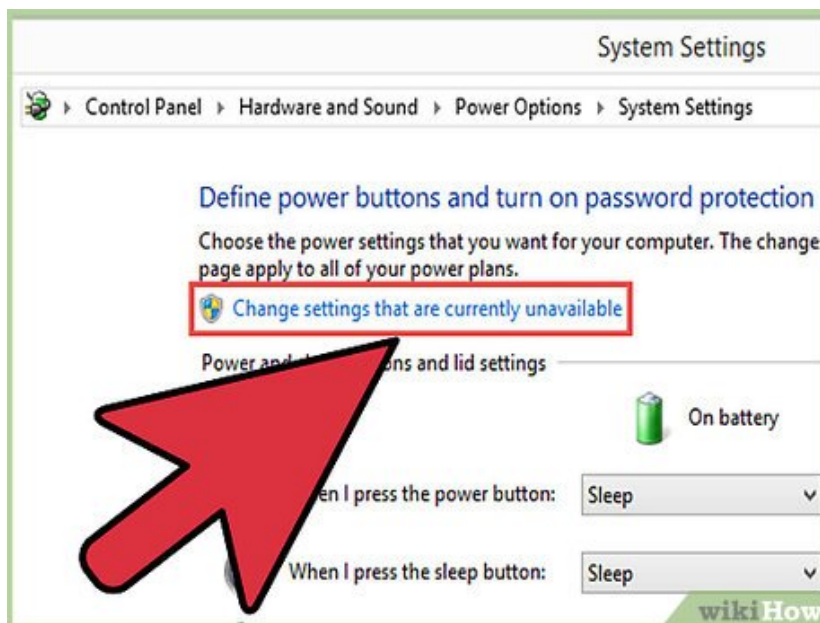 System Settings
Control Panel Hardware and Sound Power Options System Settings
Define power buttons and turn on password protection
Choose the power settings that you want for your computer. The change
page apply to all of your power plans.
Change settings that are currently unavailable
Power and ons and lid settings
On battery
en I press the power button: Sleep
When I press the sleep button: Sleep
wikiHow